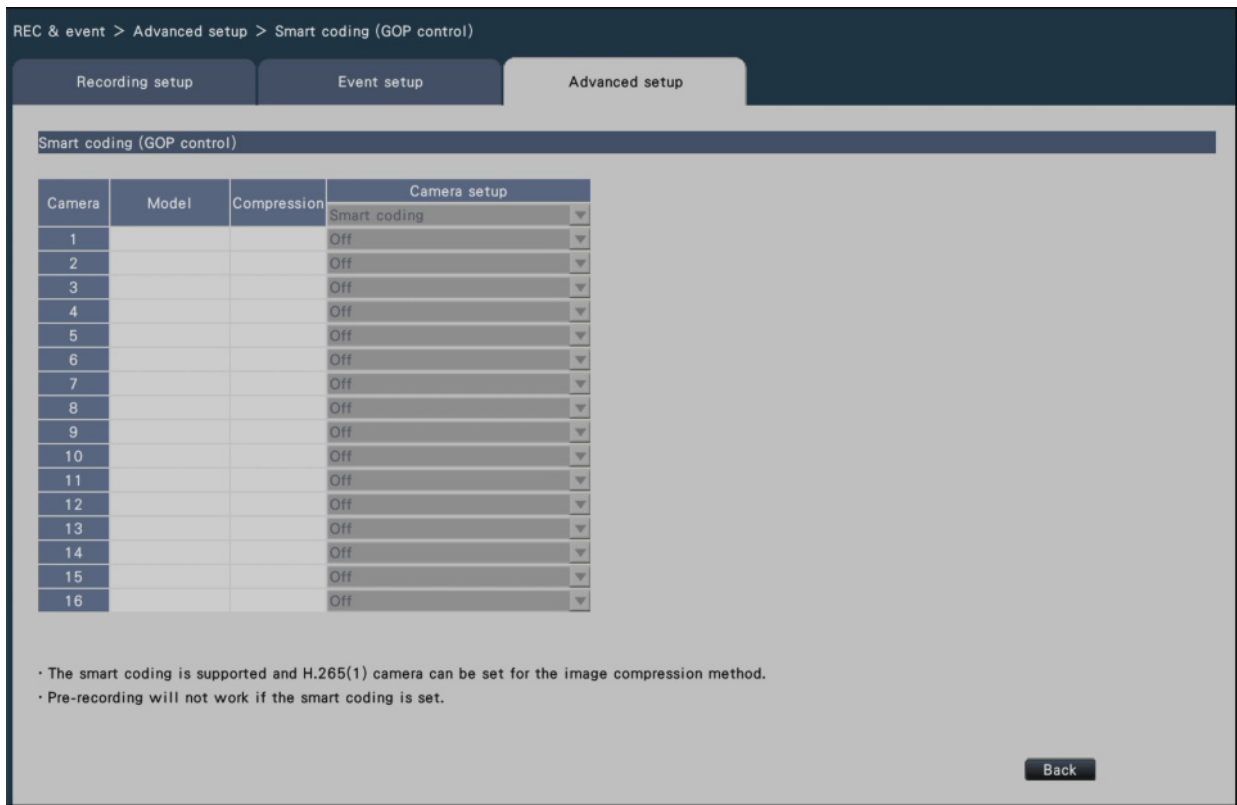 REC & event > Advanced setup > Smart coding (GOP control)
Recording setup Event setup Advanced setup
Smart coding (GOP control)
Camera Model Compression Camera setup
Smart coding
1 Off
2 Off
3 Off
4 Off
5 Off
6 Off
7 Off
8 Off
9 Off
10 Off
11 Off
12 Off
13 Off
14 Off
15 Off
16 Off
・The smart coding is supported and H.265(1) camera can be set for the image compression method.
・Pre-recording will not work if the smart coding is set.
Back